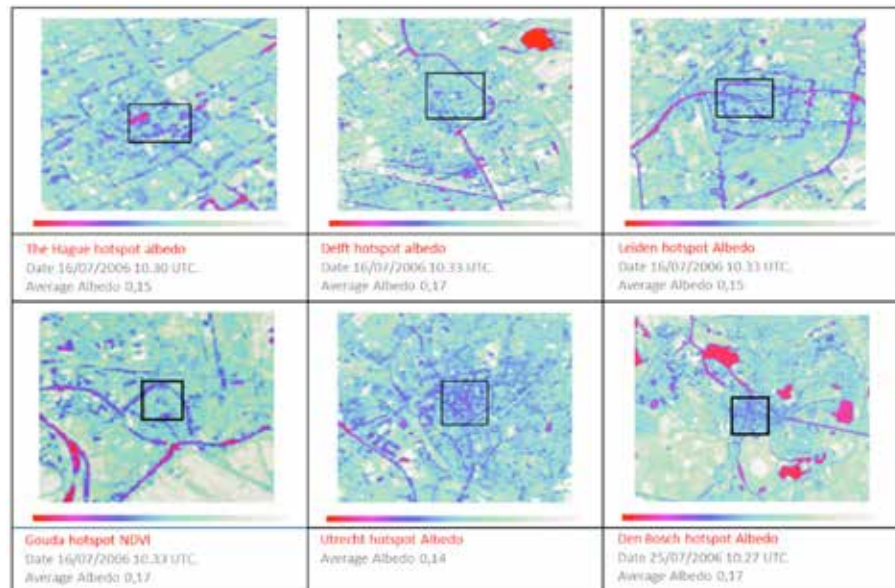 The Hague hotspot albedo
Date 16/07/2006 10.30 UTC.
Average Albedo 0,15
Delft hotspot albedo
Date 16/07/2006 10.33 UTC.
Average Albedo 0,17
Leiden hotspot Albedo
Date 16/07/2006 10.33 UTC.
Average Albedo 0,15
Gouda hotspot NDVI
Date 16/07/2006 10.33 UTC.
Average Albedo 0,17
Utrecht hotspot Albedo
Average Albedo 0,14
Den Bosch hotspot Albedo
Date 25/07/2006 10.27 UTC.
Average Albedo 0,17